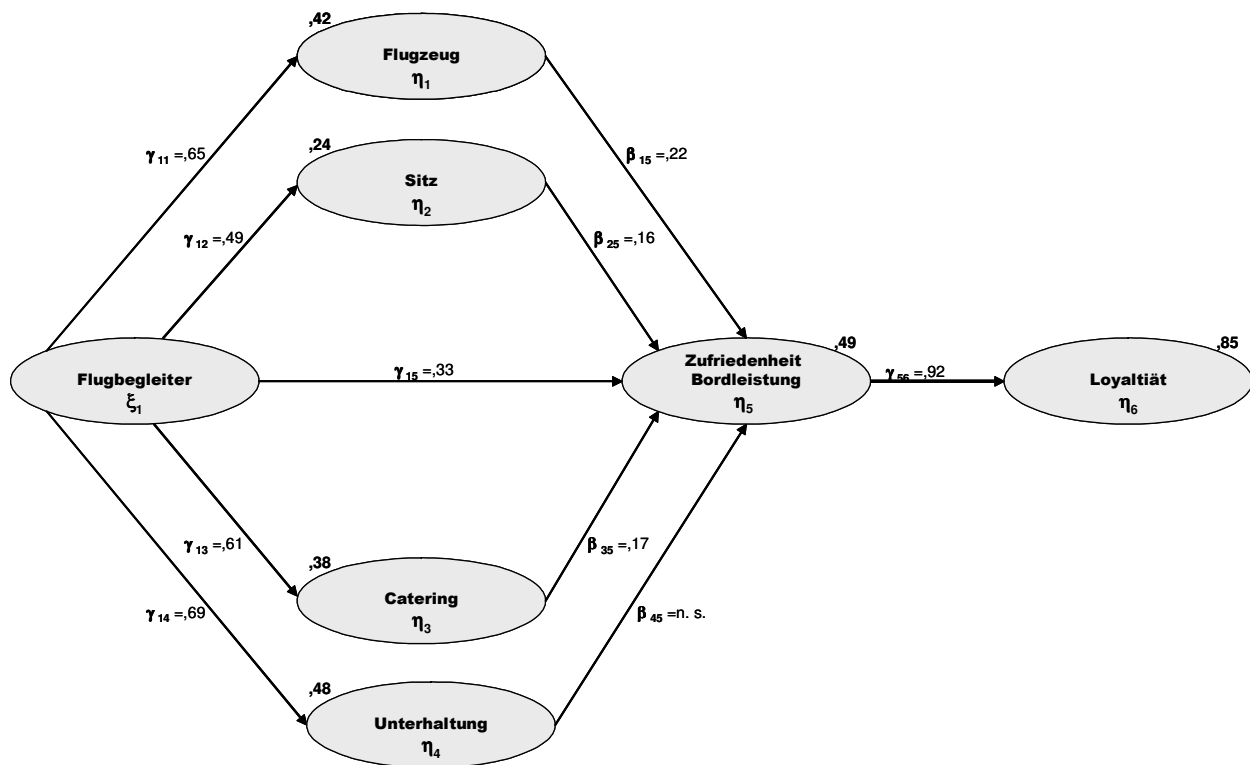 ,42
Flugzeug
η1
γ11 =,65
β15 =,22
,24
Sitz
η2
γ12 =,49
β25 =,16
Flugbegleiter
ξ1
γ15 =,33
,49
Zufriedenheit
Bordleistung
η5
γ56 =,92
,85
Loyaltiät
η6
γ13 =,61
β35 =,17
,38
Catering
η3
γ14 =,69
β45 =n. s.
,48
Unterhaltung
η4